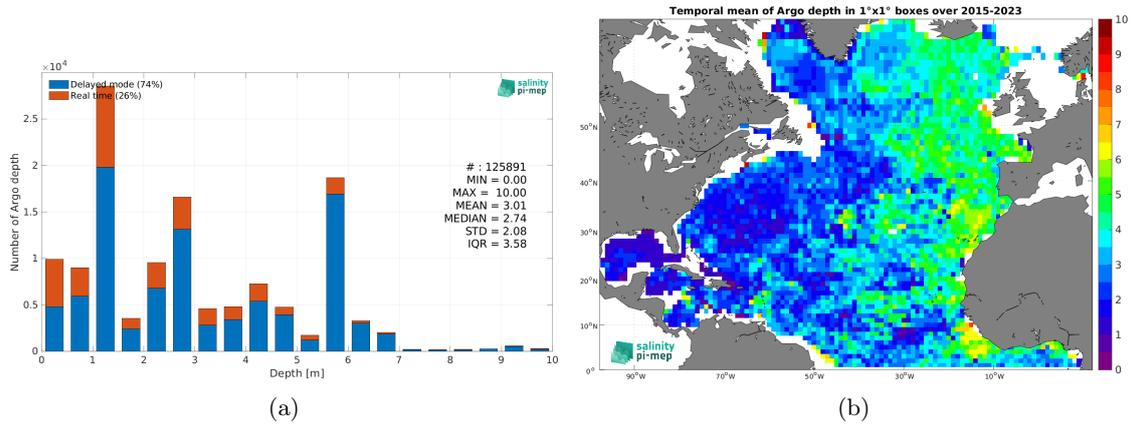 ×10⁴
Delayed mode (74%)
Real time (26%)
salinity
pi-mep
2.5
2
1.5
1
0.5
0
Number of Argo depth
# : 125891
MIN = 0.00
MAX = 10.00
MEAN = 3.01
MEDIAN = 2.74
STD = 2.08
IQR = 3.58
0 1 2 3 4 5 6 7 8 9 10
Depth [m]
(a)
Temporal mean of Argo depth in 1°x1° boxes over 2015-2023
50°N
40°N
30°N
20°N
10°N
0°
90°W 70°W 50°W 30°W 10°W
salinity
pi-mep
10
9
8
7
6
5
4
3
2
1
0
(b)